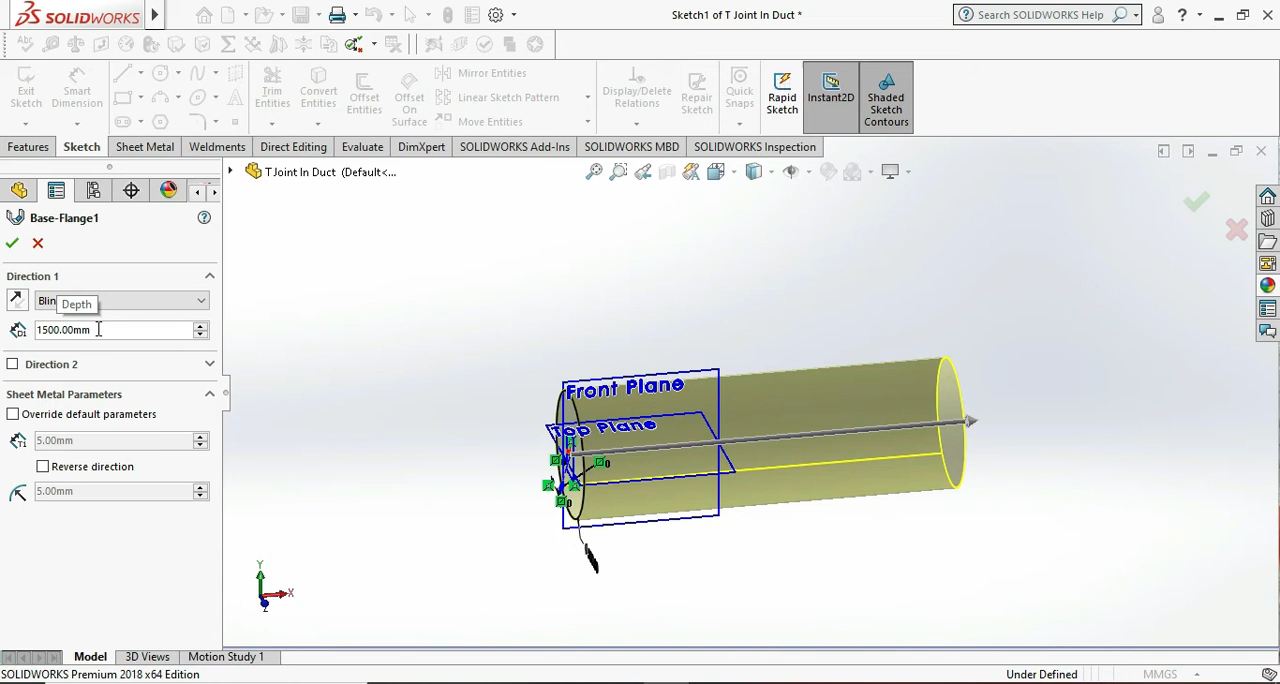 SOLIDWORKS
Sketch1 of T Joint In Duct *
Search SOLIDWORKS Help
Exit Sketch
Smart Dimension
Trim Entities
Convert Entities
Offset Entities
Offset On Surface
Mirror Entities
Linear Sketch Pattern
Move Entities
Display/Delete Relations
Repair Sketch
Quick Snaps
Rapid Sketch
Instant2D
Shaded Sketch Contours
Features
Sketch
Sheet Metal
Weldments
Direct Editing
Evaluate
DimXpert
SOLIDWORKS Add-Ins
SOLIDWORKS MBD
SOLIDWORKS Inspection
T Joint In Duct (Default<...
Base-Flange1
Direction 1
Blin
Depth
1500.00mm
Direction 2
Sheet Metal Parameters
Override default parameters
5.00mm
Reverse direction
5.00mm
Front Plane
Top Plane
0
0
Y
X
Z
Model
3D Views
Motion Study 1
SOLIDWORKS Premium 2018 x64 Edition
Under Defined
MMGS